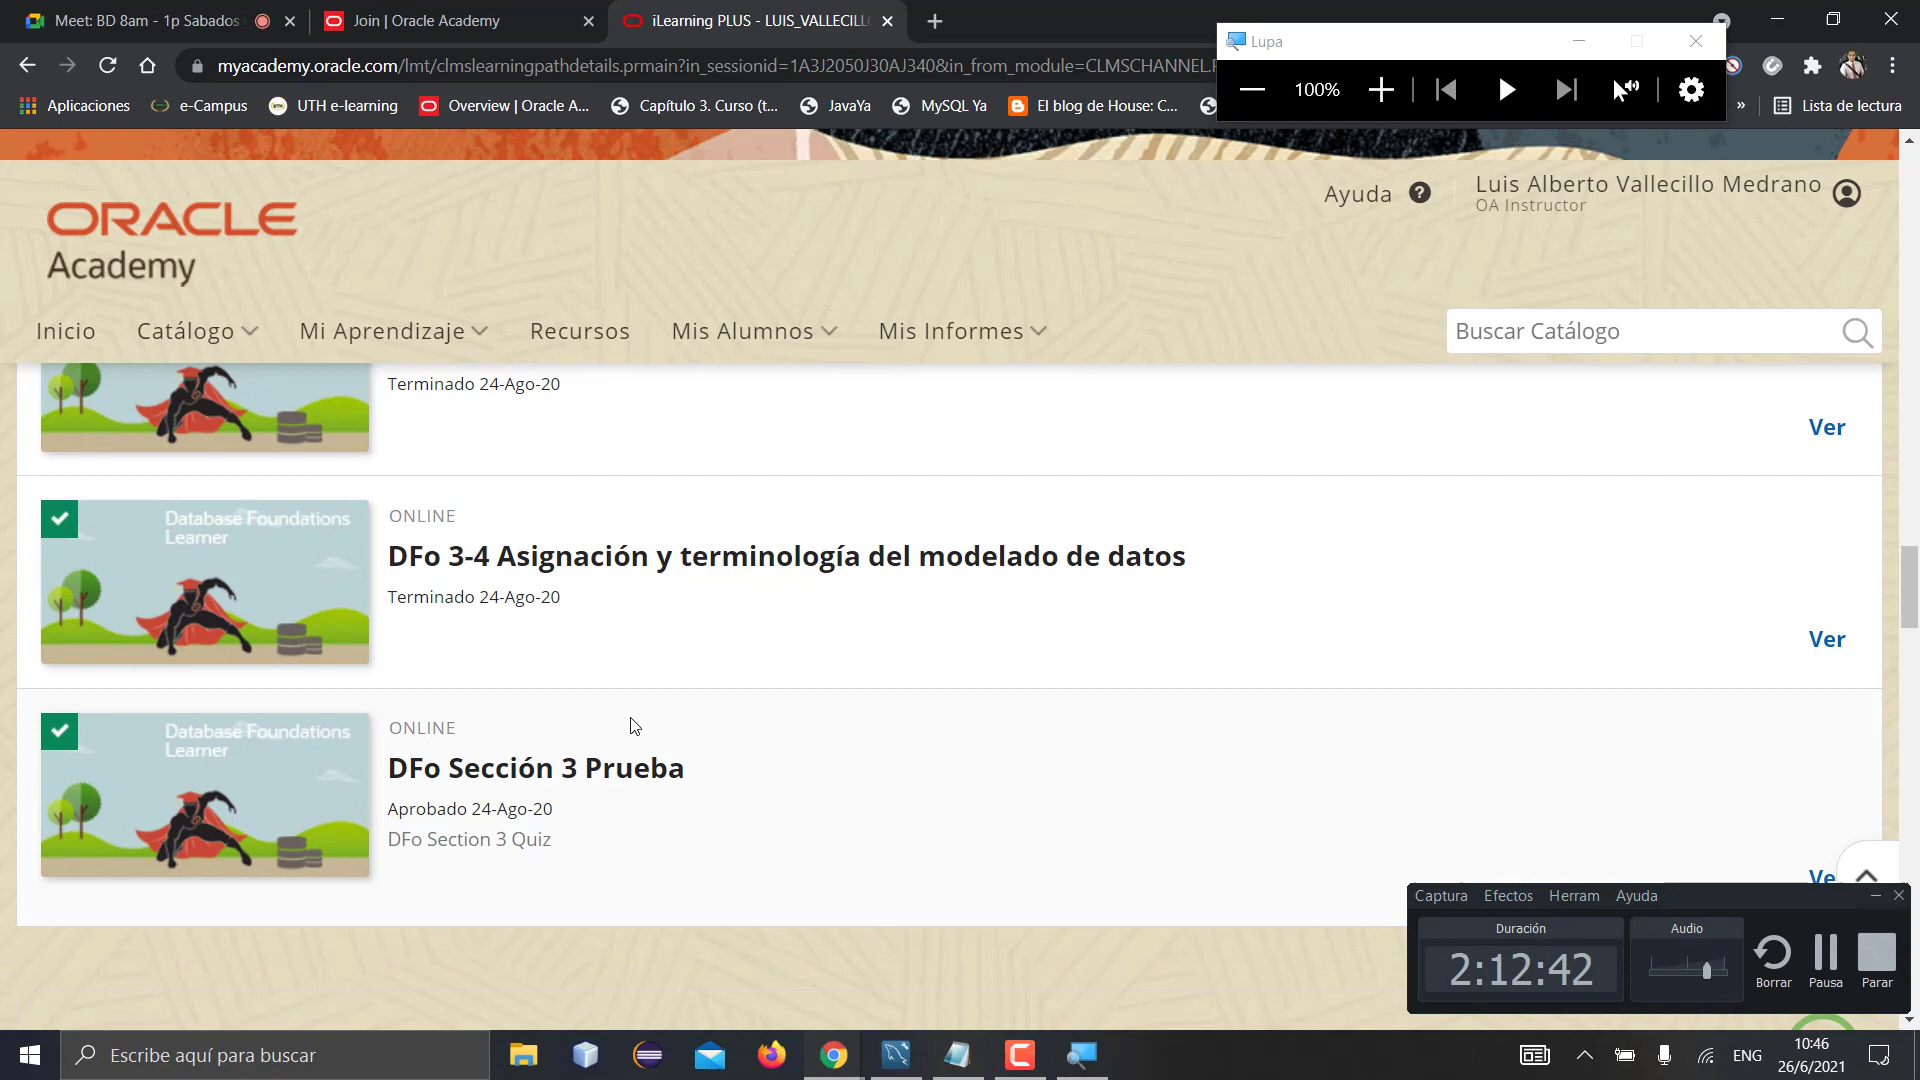 Meet: BD 8am - 1p Sabados
Join | Oracle Academy
iLearning PLUS - LUIS_VALLECILL
Lupa
myacademy.oracle.com/lmt/clmslearningpathdetails.prmain?in_sessionid=1A3J2050J30AJ340&in_from_module=CLMSCHANNEL.
100%
Aplicaciones
e-Campus
UTH e-learning
Overview | Oracle A...
Capítulo 3. Curso (t...
JavaYa
MySQL Ya
El blog de House: C...
»
Lista de lectura
ORACLE
Academy
Ayuda
Luis Alberto Vallecillo Medrano
OA Instructor
Inicio
Catálogo
Mi Aprendizaje
Recursos
Mis Alumnos
Mis Informes
Buscar Catálogo
Terminado 24-Ago-20
Ver
Database Foundations
Learner
ONLINE
DFo 3-4 Asignación y terminología del modelado de datos
Terminado 24-Ago-20
Ver
Database Foundations
Learner
ONLINE
DFo Sección 3 Prueba
Aprobado 24-Ago-20
DFo Section 3 Quiz
Ve
Captura
Efectos
Herram
Ayuda
Duración
Audio
2:12:42
Borrar
Pausa
Parar
Escribe aquí para buscar
ENG
10:46
26/6/2021